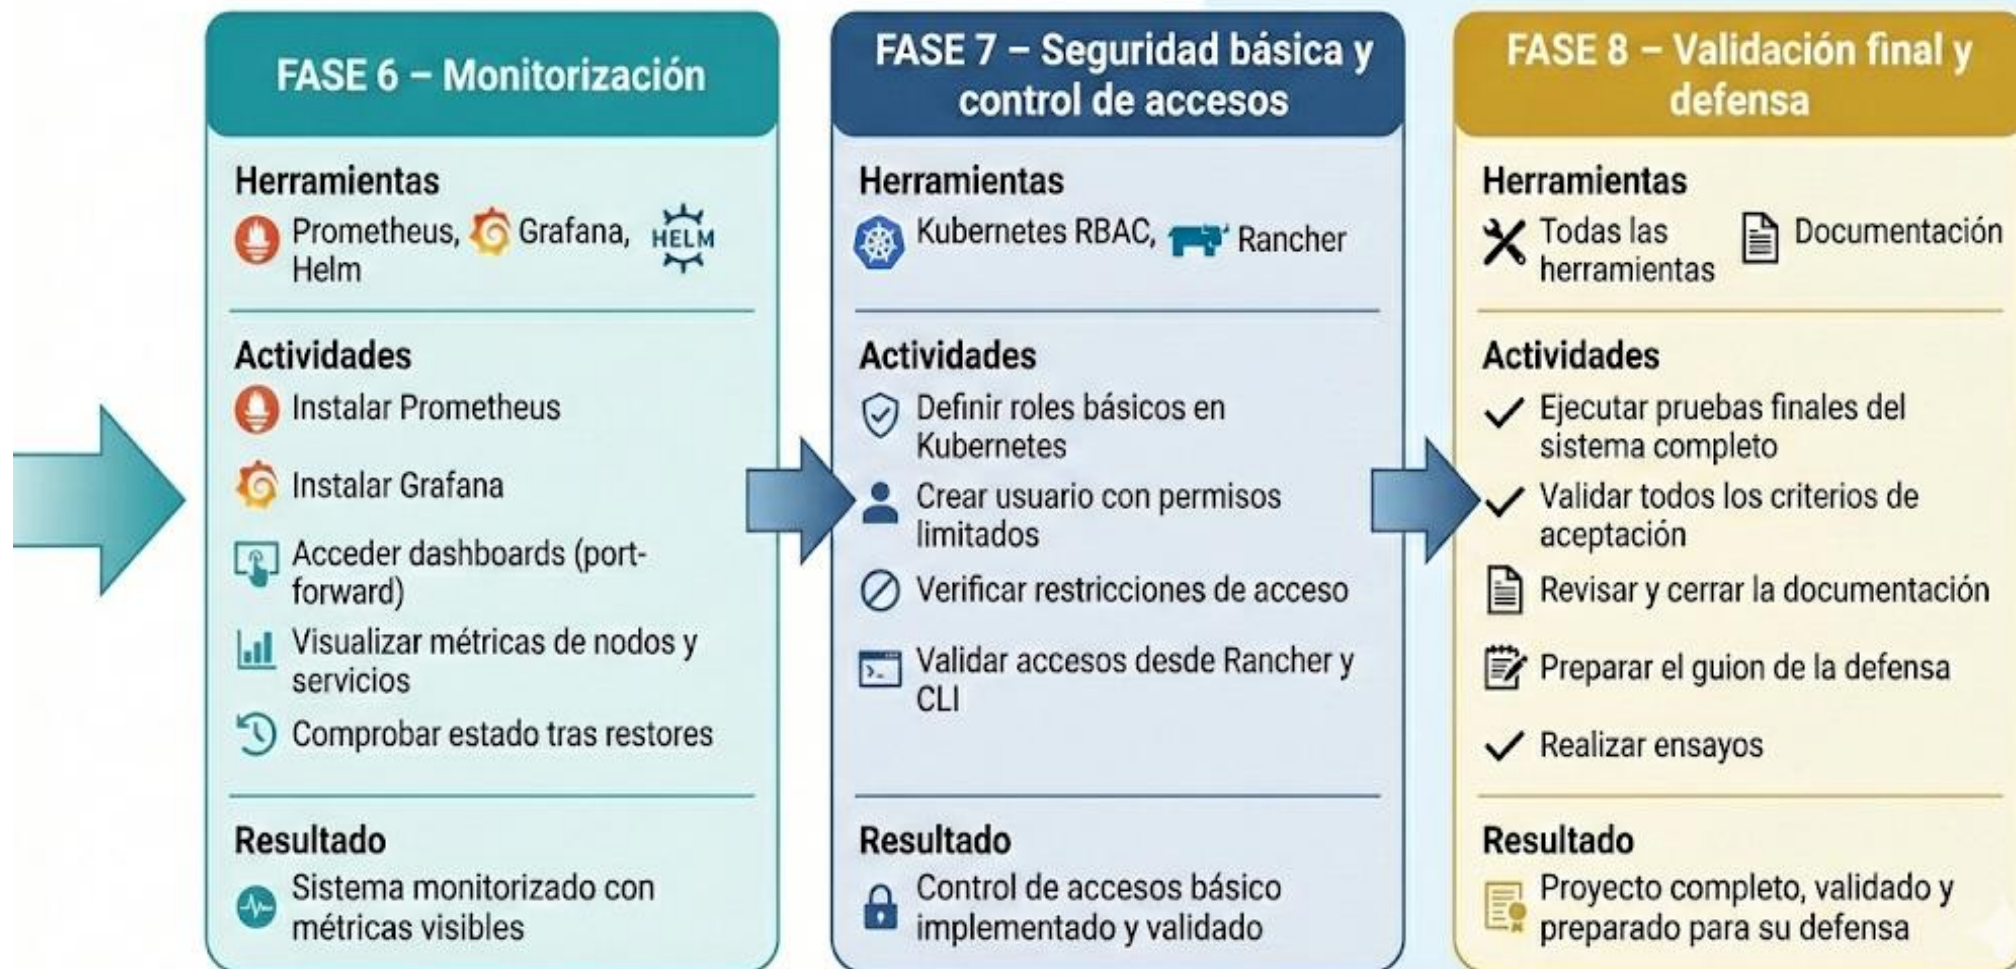 FASE 6 – Monitorización
Herramientas
Prometheus, Grafana, HELM
Helm
Actividades
Instalar Prometheus
Instalar Grafana
Acceder dashboards (port-
forward)
Visualizar métricas de nodos y
servicios
Comprobar estado tras restores
Resultado
Sistema monitorizado con
métricas visibles
FASE 7 – Seguridad básica y
control de accesos
Herramientas
Kubernetes RBAC, Rancher
Actividades
Definir roles básicos en
Kubernetes
Crear usuario con permisos
limitados
Verificar restricciones de acceso
Validar accesos desde Rancher y
CLI
Resultado
Control de accesos básico
implementado y validado
FASE 8 – Validación final y
defensa
Herramientas
Todas las
herramientas
Documentación
Actividades
Ejecutar pruebas finales del
sistema completo
Validar todos los criterios de
aceptación
Revisar y cerrar la documentación
Preparar el guion de la defensa
Realizar ensayos
Resultado
Proyecto completo, validado y
preparado para su defensa